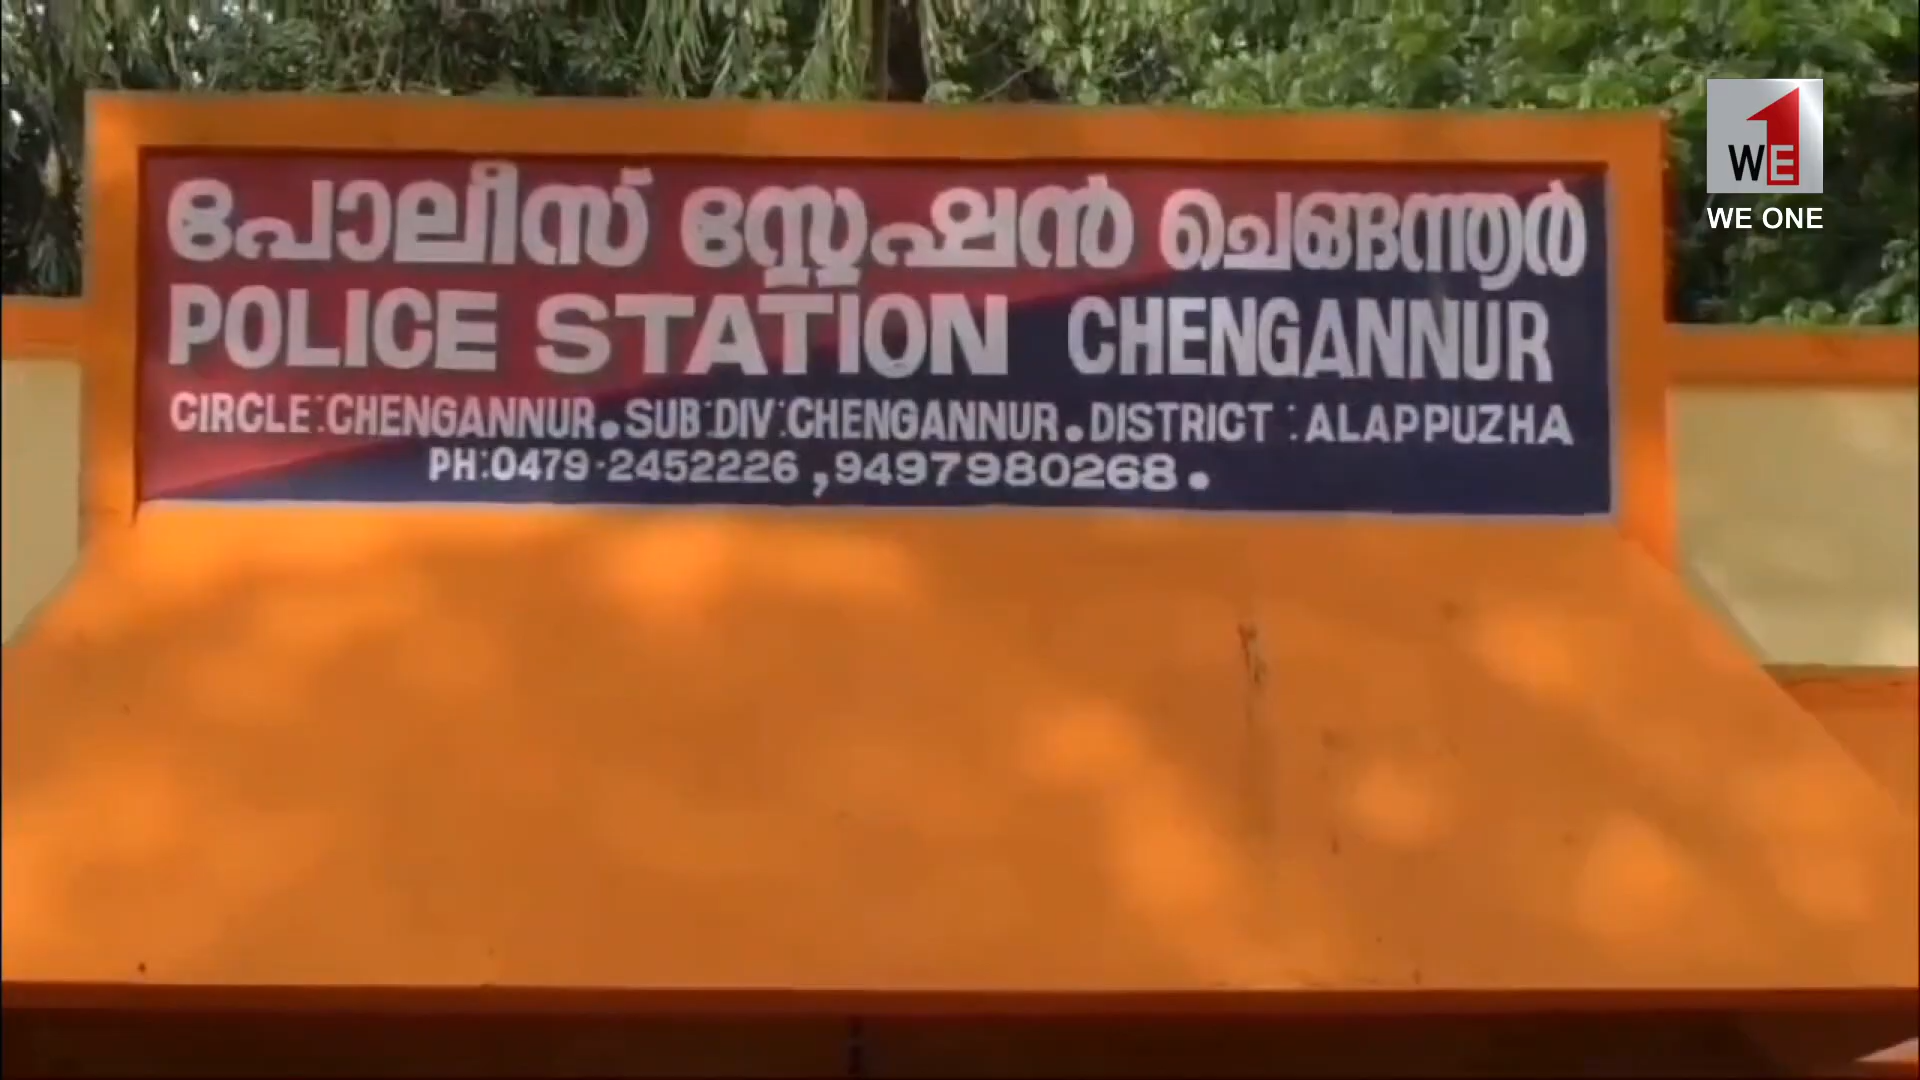 പോലീസ് സ്റ്റേഷൻ ചെങ്ങന്നൂർ
POLICE STATION CHENGANNUR
CIRCLE:CHENGANNUR. SUB:DIV:CHENGANNUR. DISTRICT : ALAPPUZHA
PH:0479-2452226 ,9497980268.
1
WE
WE ONE